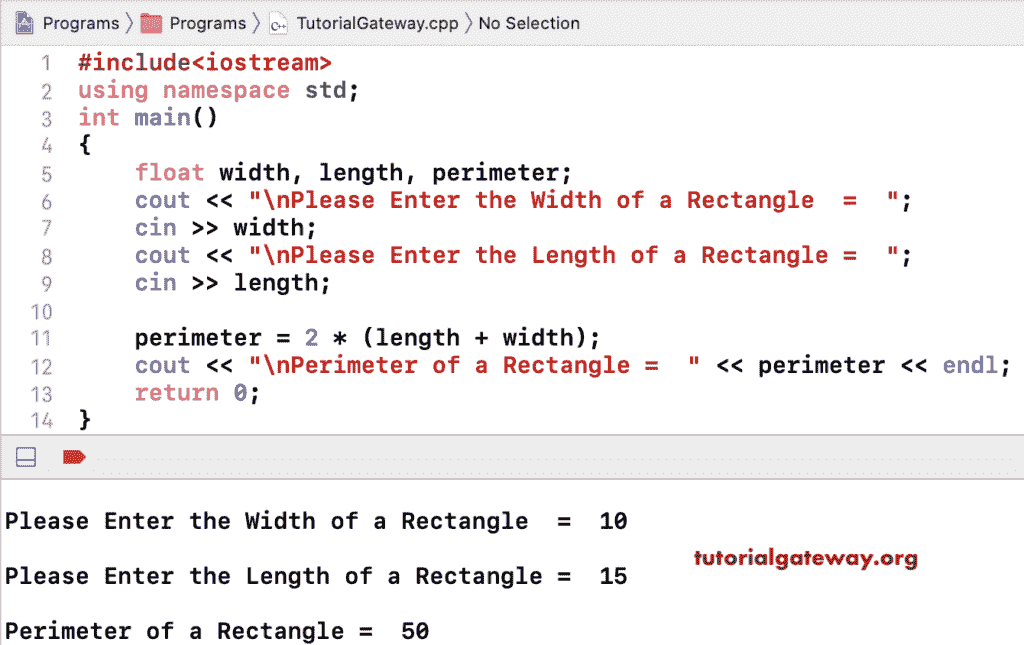 Programs 〉 Programs 〉 TutorialGateway.cpp 〉 No Selection
1 #include<iostream>
2 using namespace std;
3 int main()
4 {
5     float width, length, perimeter;
6     cout << "\nPlease Enter the Width of a Rectangle  =  ";
7     cin >> width;
8     cout << "\nPlease Enter the Length of a Rectangle =  ";
9     cin >> length;
10
11     perimeter = 2 * (length + width);
12     cout << "\nPerimeter of a Rectangle =  " << perimeter << endl;
13     return 0;
14 }
Please Enter the Width of a Rectangle  =  10
tutorialgateway.org
Please Enter the Length of a Rectangle =  15
Perimeter of a Rectangle =  50